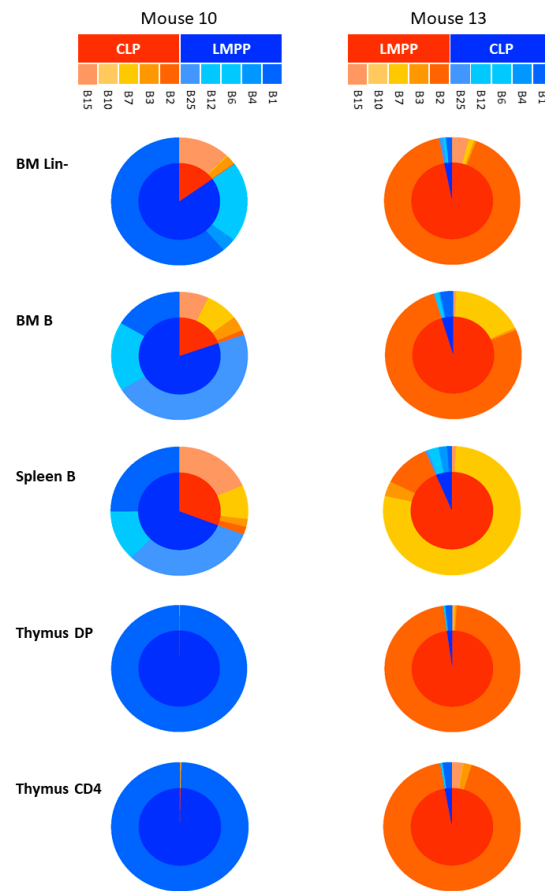 Mouse 10 Mouse 13
CLP LMPP LMPP CLP
B15 B10 B7 B3 B2 B25 B12 B6 B4 B1 B15 B10 B7 B3 B2 B25 B12 B6 B4 B1
BM Lin-
BM B
Spleen B
Thymus DP
Thymus CD4